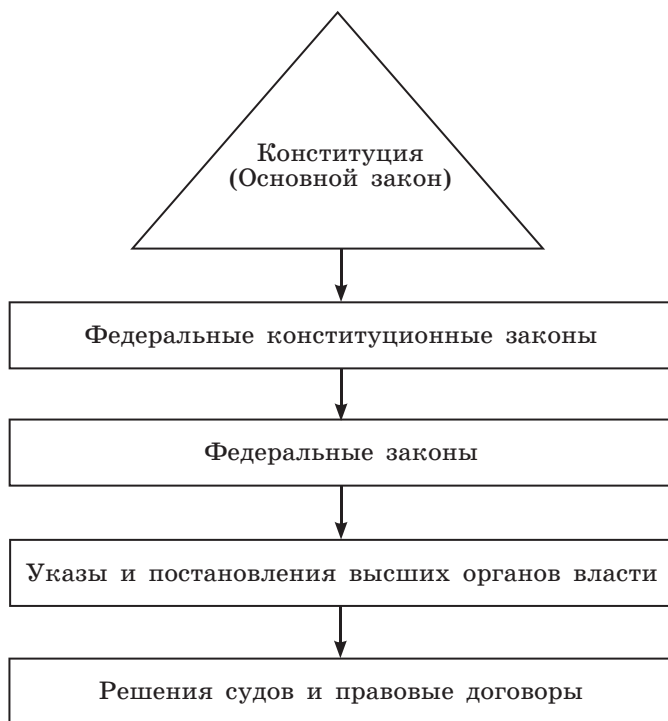 Конституция
(Основной закон)
Федеральные конституционные законы
Федеральные законы
Указы и постановления высших органов власти
Решения судов и правовые договоры